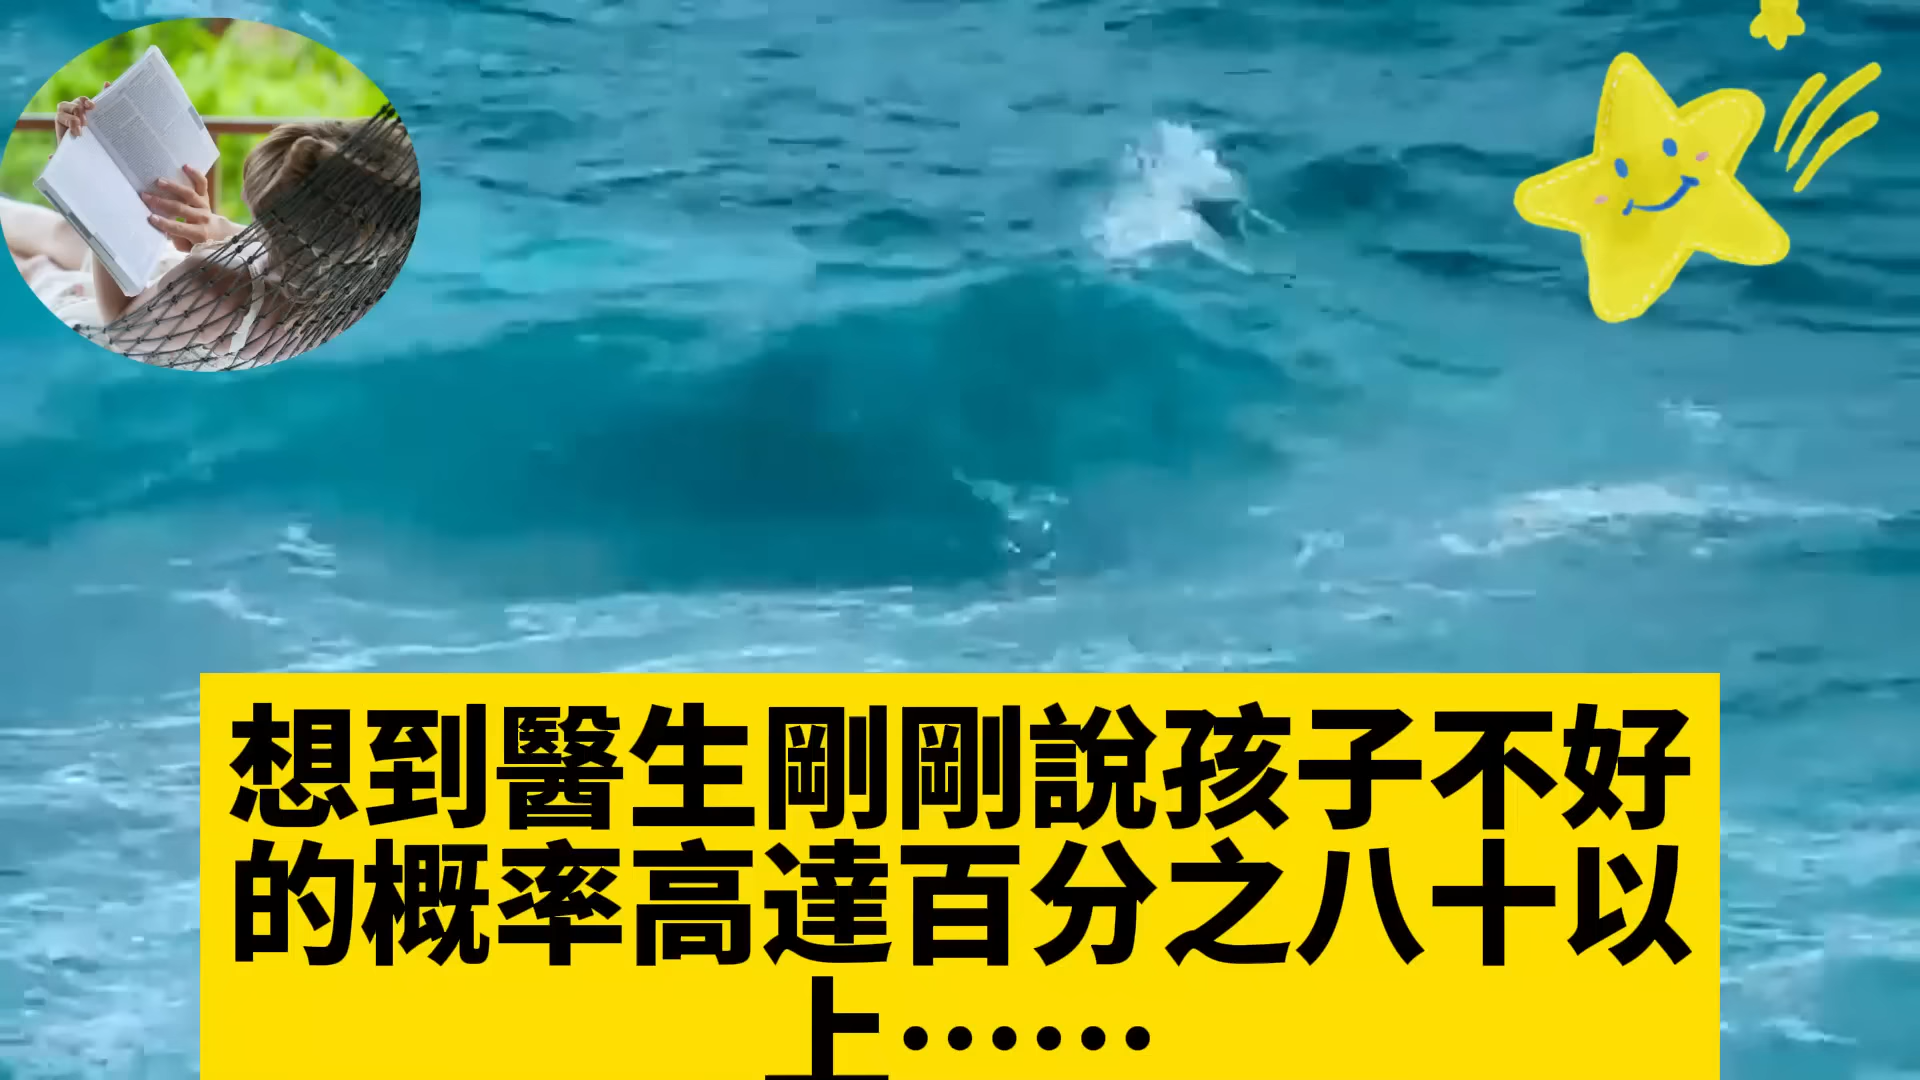 想到醫生剛剛說孩子不好
的概率高達百分之八十以
上……